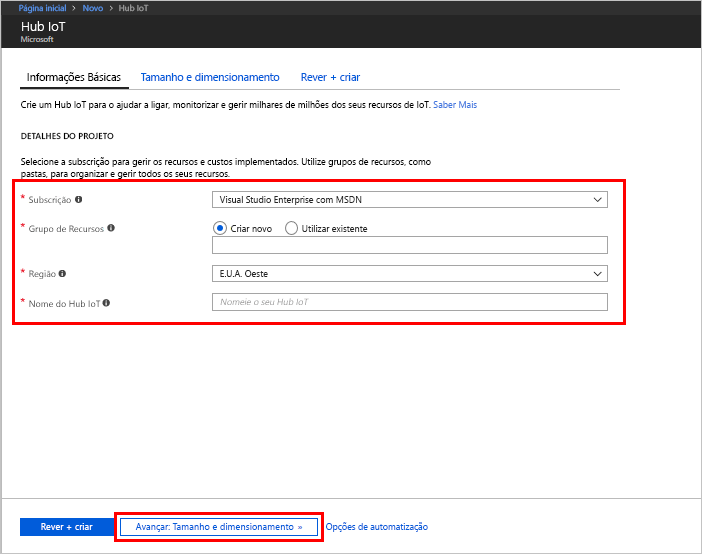 Página inicial > Novo > Hub IoT
Hub IoT
Microsoft
Informações Básicas Tamanho e dimensionamento Rever + criar
Crie um Hub IoT para o ajudar a ligar, monitorizar e gerir milhares de milhões dos seus recursos de IoT. Saber Mais
DETALHES DO PROJETO
Selecione a subscrição para gerir os recursos e custos implementados. Utilize grupos de recursos, como
pastas, para organizar e gerir todos os seus recursos.
* Subscrição Visual Studio Enterprise com MSDN
* Grupo de Recursos Criar novo Utilizar existente
* Região E.U.A. Oeste
* Nome do Hub IoT Nomeie o seu Hub IoT
Rever + criar Avançar: Tamanho e dimensionamento » Opções de automatização